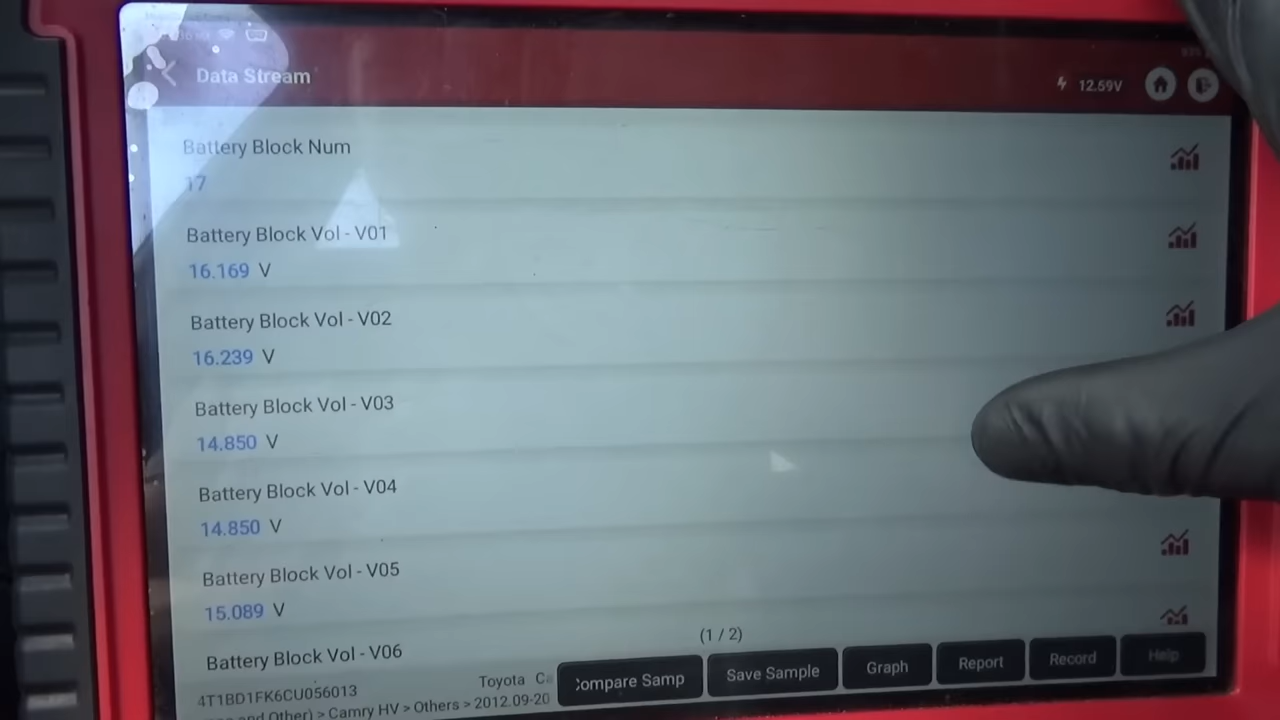 Data Stream
12.59V
Battery Block Num
17
Battery Block Vol - V01
16.169 V
Battery Block Vol - V02
16.239 V
Battery Block Vol - V03
14.850 V
Battery Block Vol - V04
14.850 V
Battery Block Vol - V05
15.089 V
Battery Block Vol - V06
(1 / 2)
4T1BD1FK6CU056013
Toyota
and Other) > Camry HV > Others > 2012.09-20
ompare Samp
Save Sample
Graph
Report
Record
Help